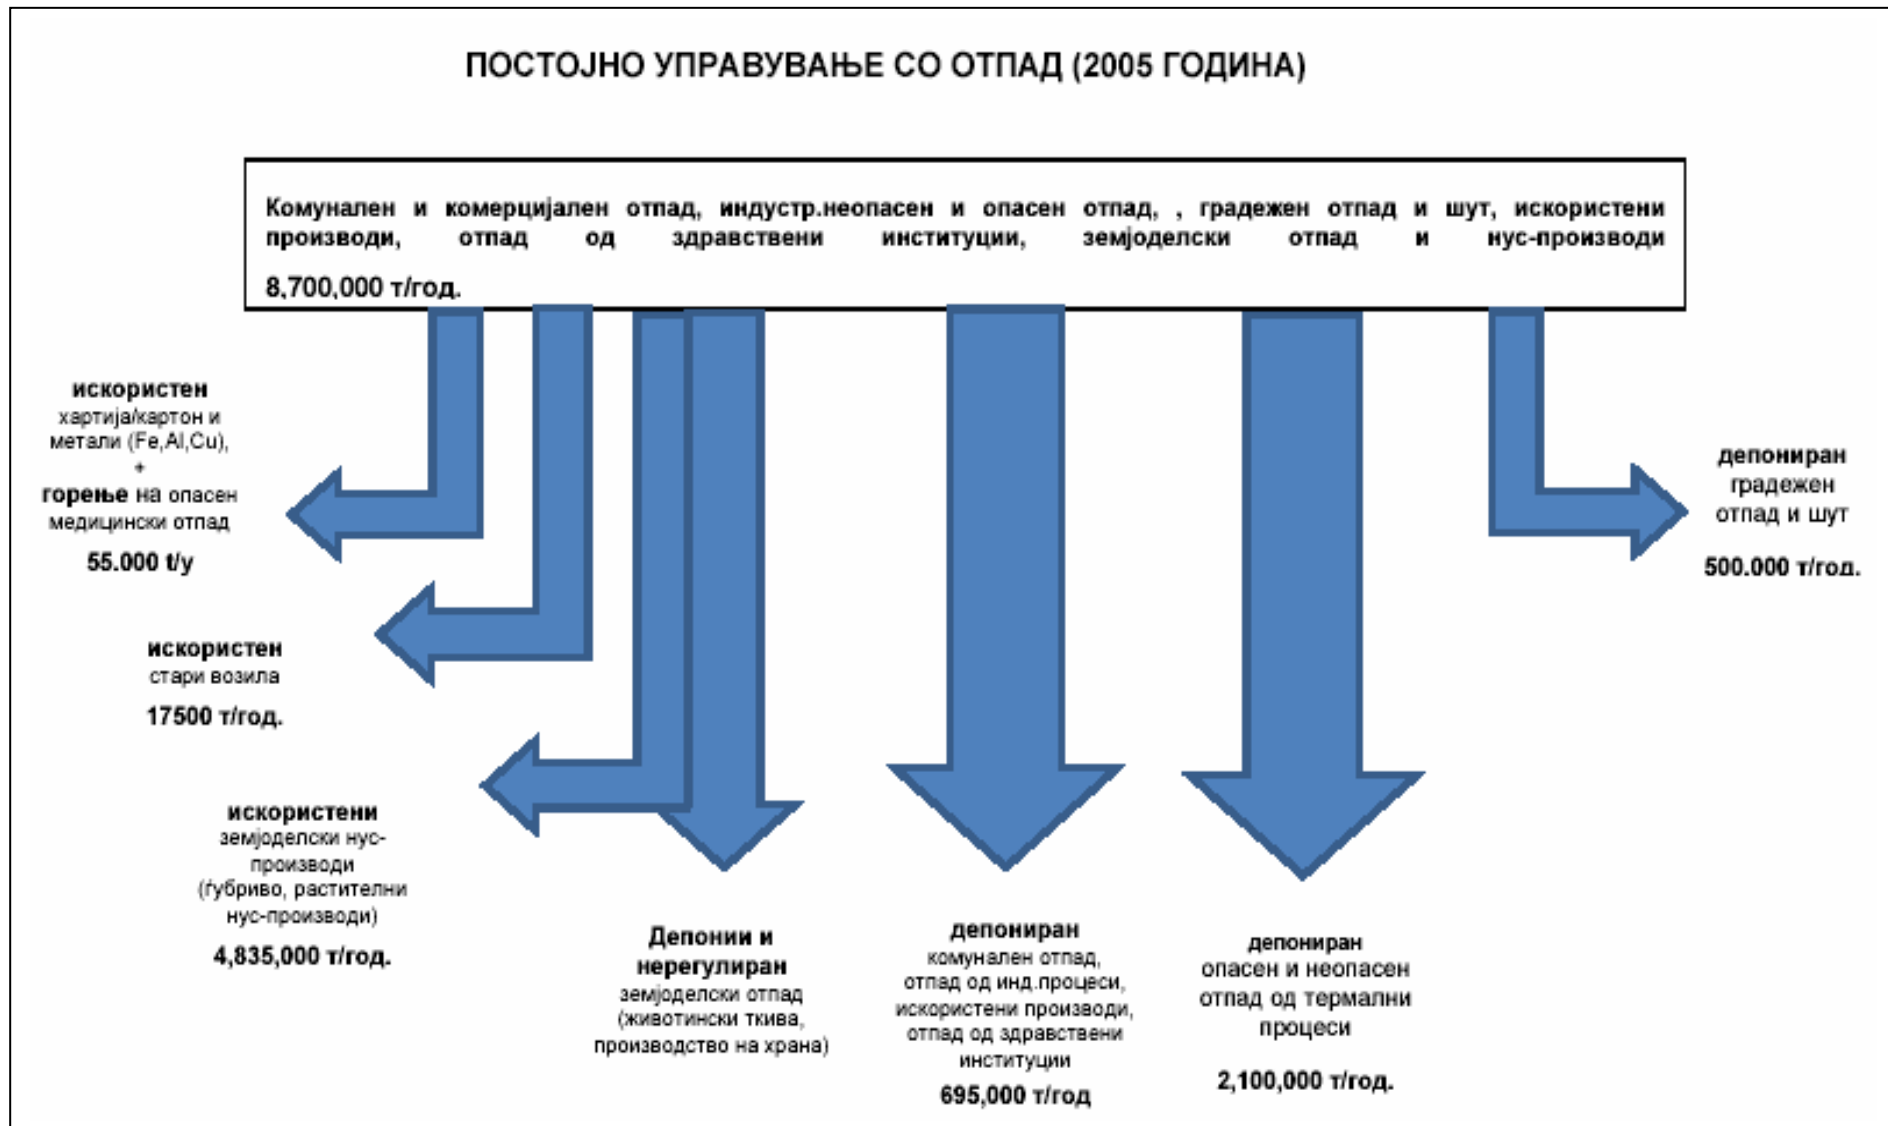 ПОСТОЈНО УПРАВУВАЊЕ СО ОТПАД (2005 ГОДИНА)
Комунален и комерцијален отпад, индустр.неопасен и опасен отпад, , градежен отпад и шут, искористени
производи, отпад од здравствени институции, земјоделски отпад и нус-производи
8,700,000 т/год.
искористен
хартија/картон и
метали (Fe,Al,Cu),
+
горење на опасен
медицински отпад
55.000 t/y
искористен
стари возила
17500 т/год.
искористени
земјоделски нус-
производи
(ѓубриво, растителни
нус-производи)
4,835,000 т/год.
Депонии и
нерегулиран
земјоделски отпад
(животински ткива,
производство на храна)
депониран
комунален отпад,
отпад од инд.процеси,
искористени производи,
отпад од здравствени
институции
695,000 т/год
депониран
опасен и неопасен
отпад од термални
процеси
2,100,000 т/год.
депониран
градежен
отпад и шут
500.000 т/год.